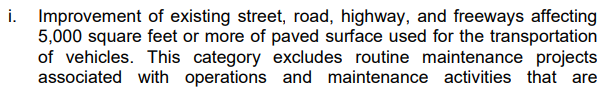 i. Improvement of existing street, road, highway, and freeways affecting
5,000 square feet or more of paved surface used for the transportation
of vehicles. This category excludes routine maintenance projects
associated with operations and maintenance activities that are